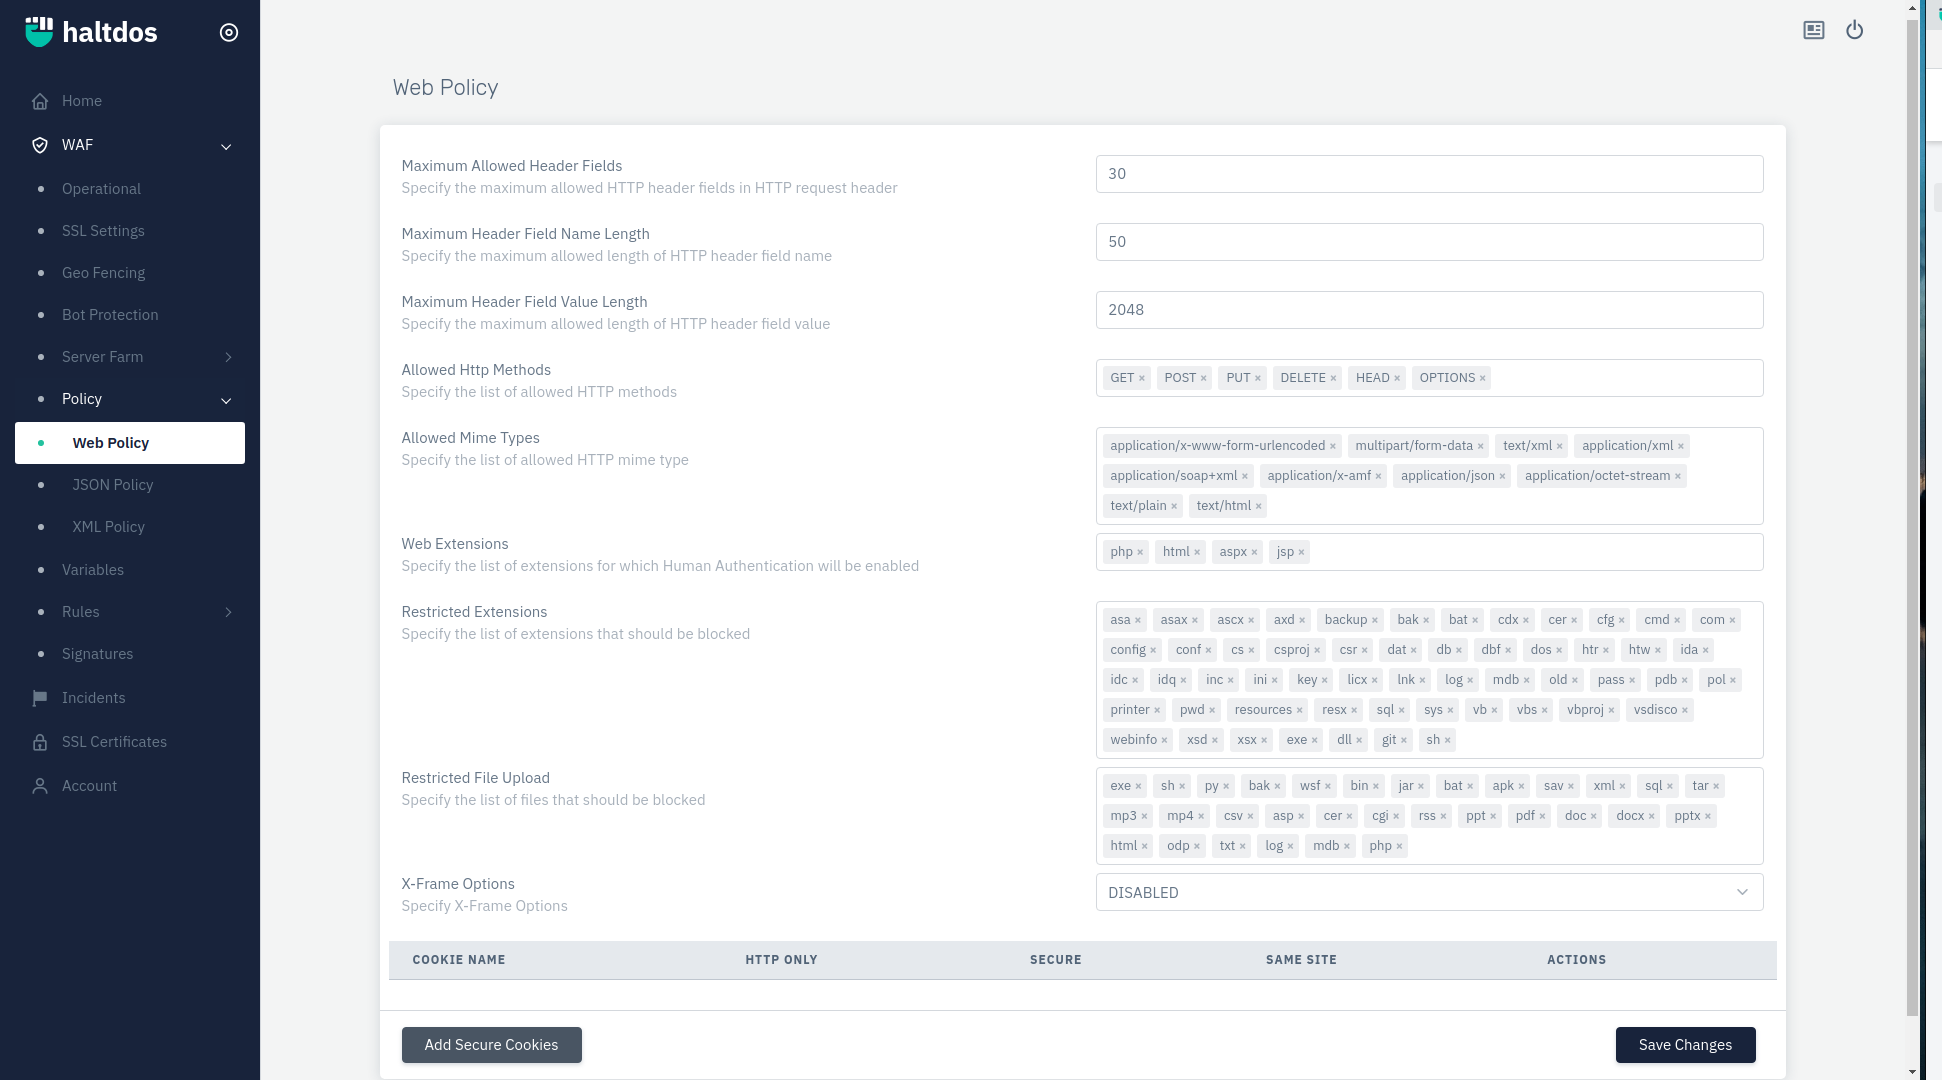 haltdos
Home
WAF
Operational
SSL Settings
Geo Fencing
Bot Protection
Server Farm
Policy
Web Policy
JSON Policy
XML Policy
Variables
Rules
Signatures
Incidents
SSL Certificates
Account
Web Policy
Maximum Allowed Header Fields
Specify the maximum allowed HTTP header fields in HTTP request header
30
Maximum Header Field Name Length
Specify the maximum allowed length of HTTP header field name
50
Maximum Header Field Value Length
Specify the maximum allowed length of HTTP header field value
2048
Allowed Http Methods
Specify the list of allowed HTTP methods
GET × POST × PUT × DELETE × HEAD × OPTIONS ×
Allowed Mime Types
Specify the list of allowed HTTP mime type
application/x-www-form-urlencoded × multipart/form-data × text/xml × application/xml ×
application/soap+xml × application/x-amf × application/json × application/octet-stream ×
text/plain × text/html ×
Web Extensions
Specify the list of extensions for which Human Authentication will be enabled
php × html × aspx × jsp ×
Restricted Extensions
Specify the list of extensions that should be blocked
asa × asax × ascx × axd × backup × bak × bat × cdx × cer × cfg × cmd × com ×
config × conf × cs × csproj × csr × dat × db × dbf × dos × htr × htw × ida ×
idc × idq × inc × ini × key × licx × lnk × log × mdb × old × pass × pdb × pol ×
printer × pwd × resources × resx × sql × sys × vb × vbs × vbproj × vsdisco ×
webinfo × xsd × xsx × exe × dll × git × sh ×
Restricted File Upload
Specify the list of files that should be blocked
exe × sh × py × bak × wsf × bin × jar × bat × apk × sav × xml × sql × tar ×
mp3 × mp4 × csv × asp × cer × cgi × rss × ppt × pdf × doc × docx × pptx ×
html × odp × txt × log × mdb × php ×
X-Frame Options
Specify X-Frame Options
DISABLED
COOKIE NAME HTTP ONLY SECURE SAME SITE ACTIONS
Add Secure Cookies
Save Changes